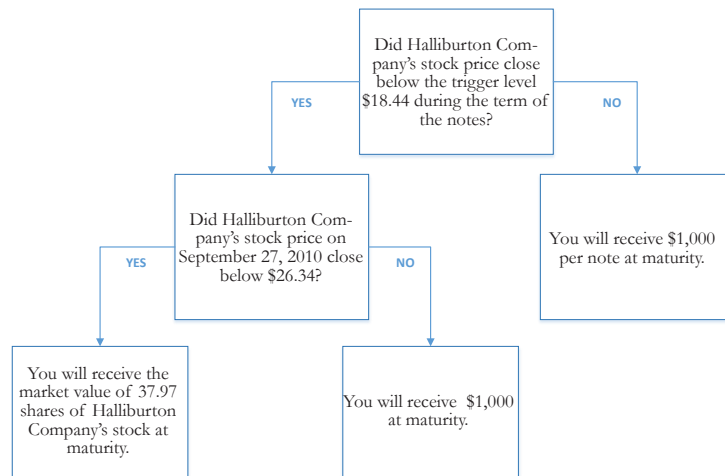 Did Halliburton Com-
pany's stock price close
below the trigger level
$18.44 during the term of
the notes?
YES
NO
Did Halliburton Com-
pany's stock price on
September 27, 2010 close
below $26.34?
You will receive $1,000
per note at maturity.
YES
NO
You will receive the
market value of 37.97
shares of Halliburton
Company's stock at
maturity.
You will receive  $1,000
at maturity.